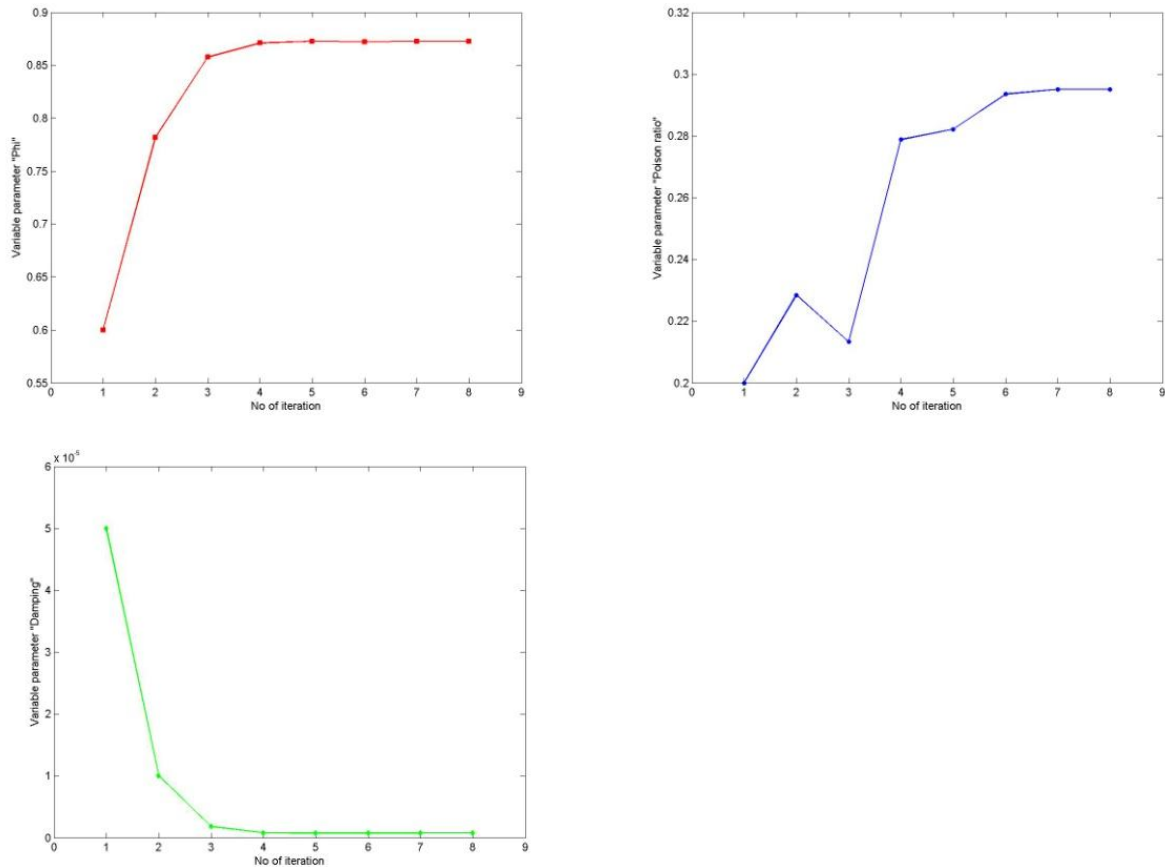 0.9
0.85
0.8
0.75
0.7
0.65
0.6
0.55
Variable parameter "Phi"
0 1 2 3 4 5 6 7 8 9
No of iteration
0.32
0.3
0.28
0.26
0.24
0.22
0.2
Variable parameter "Poison ratio"
0 1 2 3 4 5 6 7 8 9
No of iteration
x 10^-5
6
5
4
3
2
1
0
Variable parameter "Damping"
0 1 2 3 4 5 6 7 8 9
No of iteration